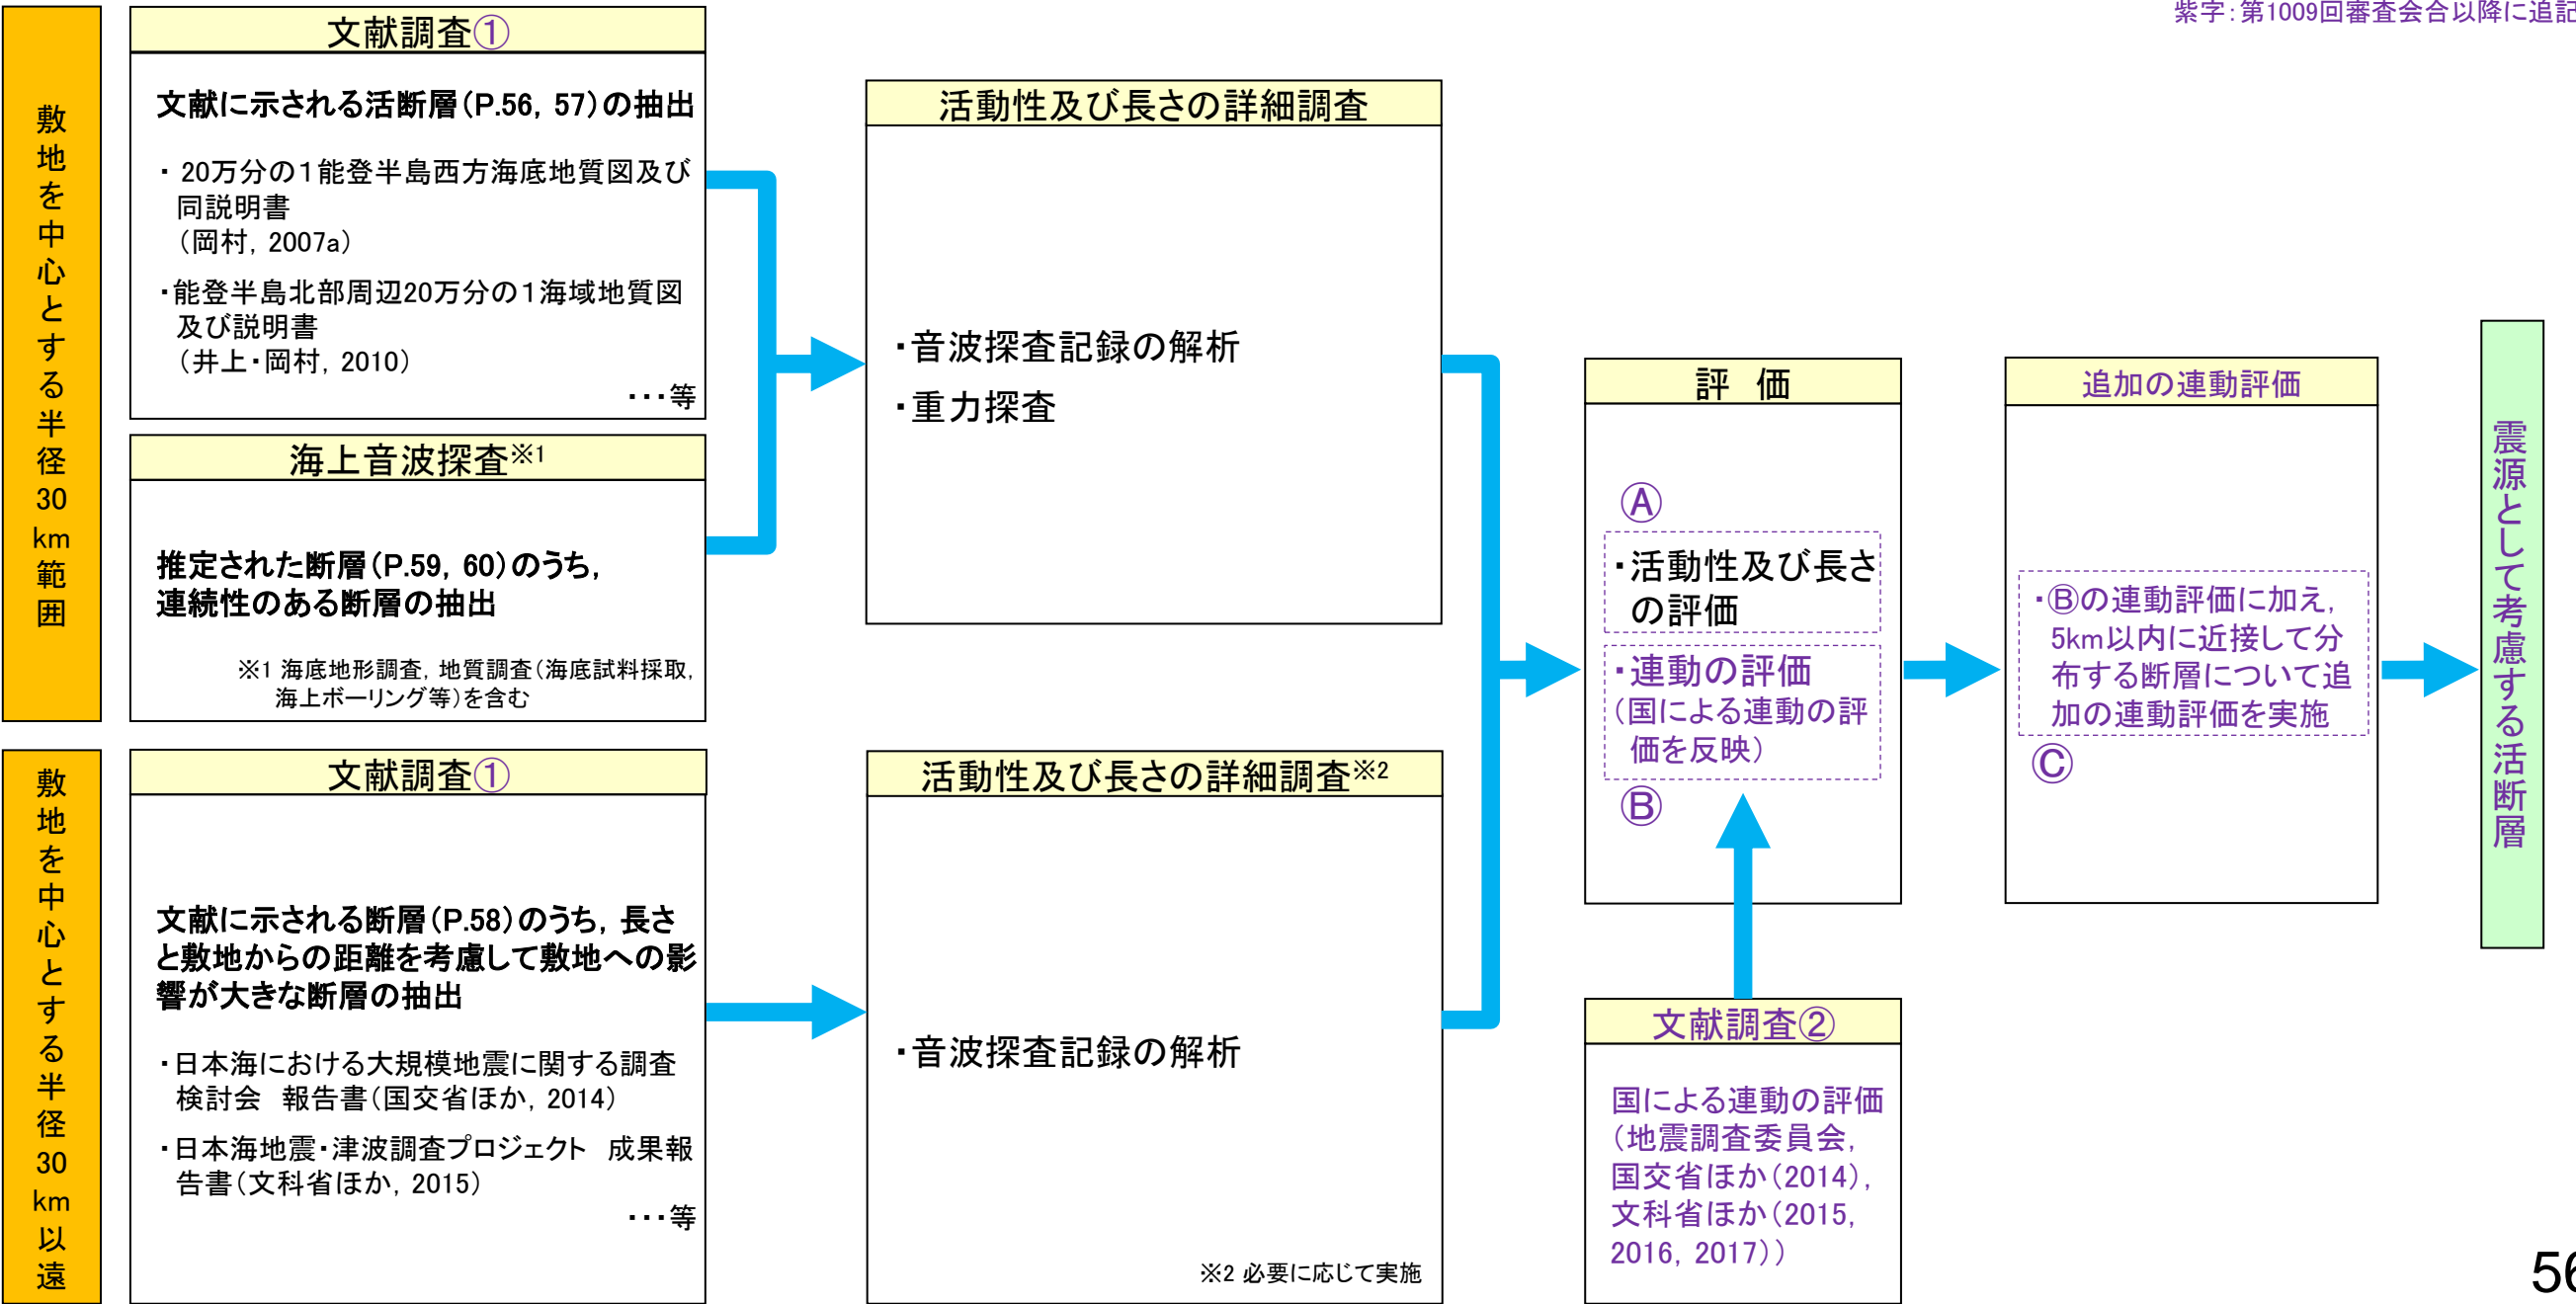 紫字：第1009回審査会合以降に追記
敷地を中心とする半径30km範囲
文献調査①
文献に示される活断層（P.56，57）の抽出
・20万分の１能登半島西方海底地質図及び
同説明書
（岡村，2007a）
・能登半島北部周辺20万分の１海域地質図
及び説明書
（井上・岡村，2010）
・・・等
海上音波探査※1
推定された断層（P.59，60）のうち，
連続性のある断層の抽出
※1 海底地形調査，地質調査（海底試料採取，
海上ボーリング等）を含む
活動性及び長さの詳細調査
・音波探査記録の解析
・重力探査
敷地を中心とする半径30km以遠
文献調査①
文献に示される断層（P.58）のうち，長さ
と敷地からの距離を考慮して敷地への影
響が大きな断層の抽出
・日本海における大規模地震に関する調査
検討会　報告書（国交省ほか，2014）
・日本海地震・津波調査プロジェクト　成果報
告書（文科省ほか，2015）
・・・等
活動性及び長さの詳細調査※2
・音波探査記録の解析
※2 必要に応じて実施
評　価
Ⓐ
・活動性及び長さ
の評価
・連動の評価
（国による連動の評
価を反映）
Ⓑ
文献調査②
国による連動の評価
（地震調査委員会，
国交省ほか（2014），
文科省ほか（2015，
2016，2017））
追加の連動評価
・Ⓑの連動評価に加え，
5km以内に近接して分
布する断層について追
加の連動評価を実施
Ⓒ
震源として考慮する活断層
56